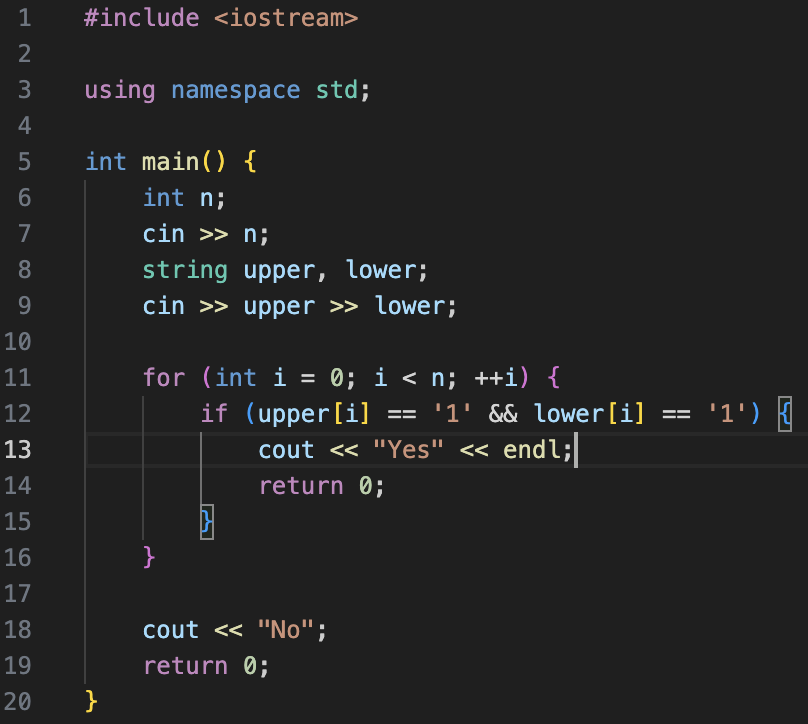 1 #include <iostream>
2
3 using namespace std;
4
5 int main() {
6     int n;
7     cin >> n;
8     string upper, lower;
9     cin >> upper >> lower;
10
11     for (int i = 0; i < n; ++i) {
12         if (upper[i] == '1' && lower[i] == '1') {
13             cout << "Yes" << endl;
14             return 0;
15         }
16     }
17
18     cout << "No";
19     return 0;
20 }